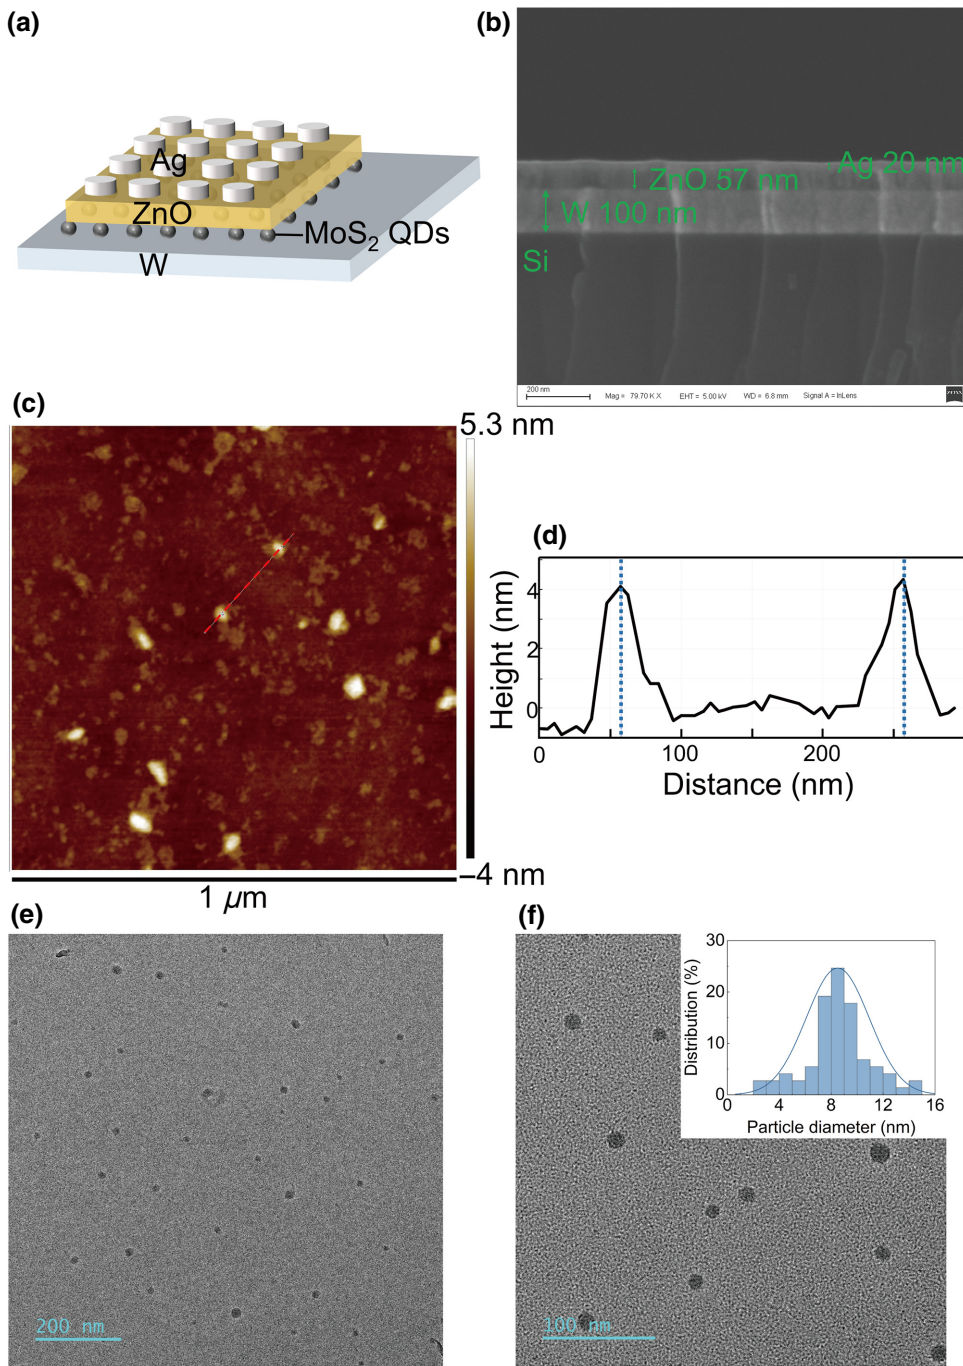 (a)
Ag
ZnO
MoS₂ QDs
W
(b)
Ag 20 nm
ZnO 57 nm
W 100 nm
Si
200 nm
Mag = 79.70 K X
EHT = 5.00 kV
WD = 6.8 mm
Signal A = InLens
ZEISS
(c)
5.3 nm
−4 nm
1 µm
(d)
Height (nm)
4
2
0
0
100
200
Distance (nm)
(e)
200 nm
(f)
100 nm
Distribution (%)
30
20
10
0
0
4
8
12
16
Particle diameter (nm)